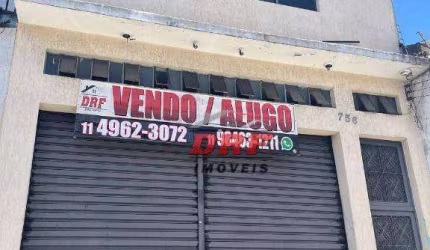 VENDO / ALUGO
DRF
11 4962-3072
756
DRF
IMÓVEIS